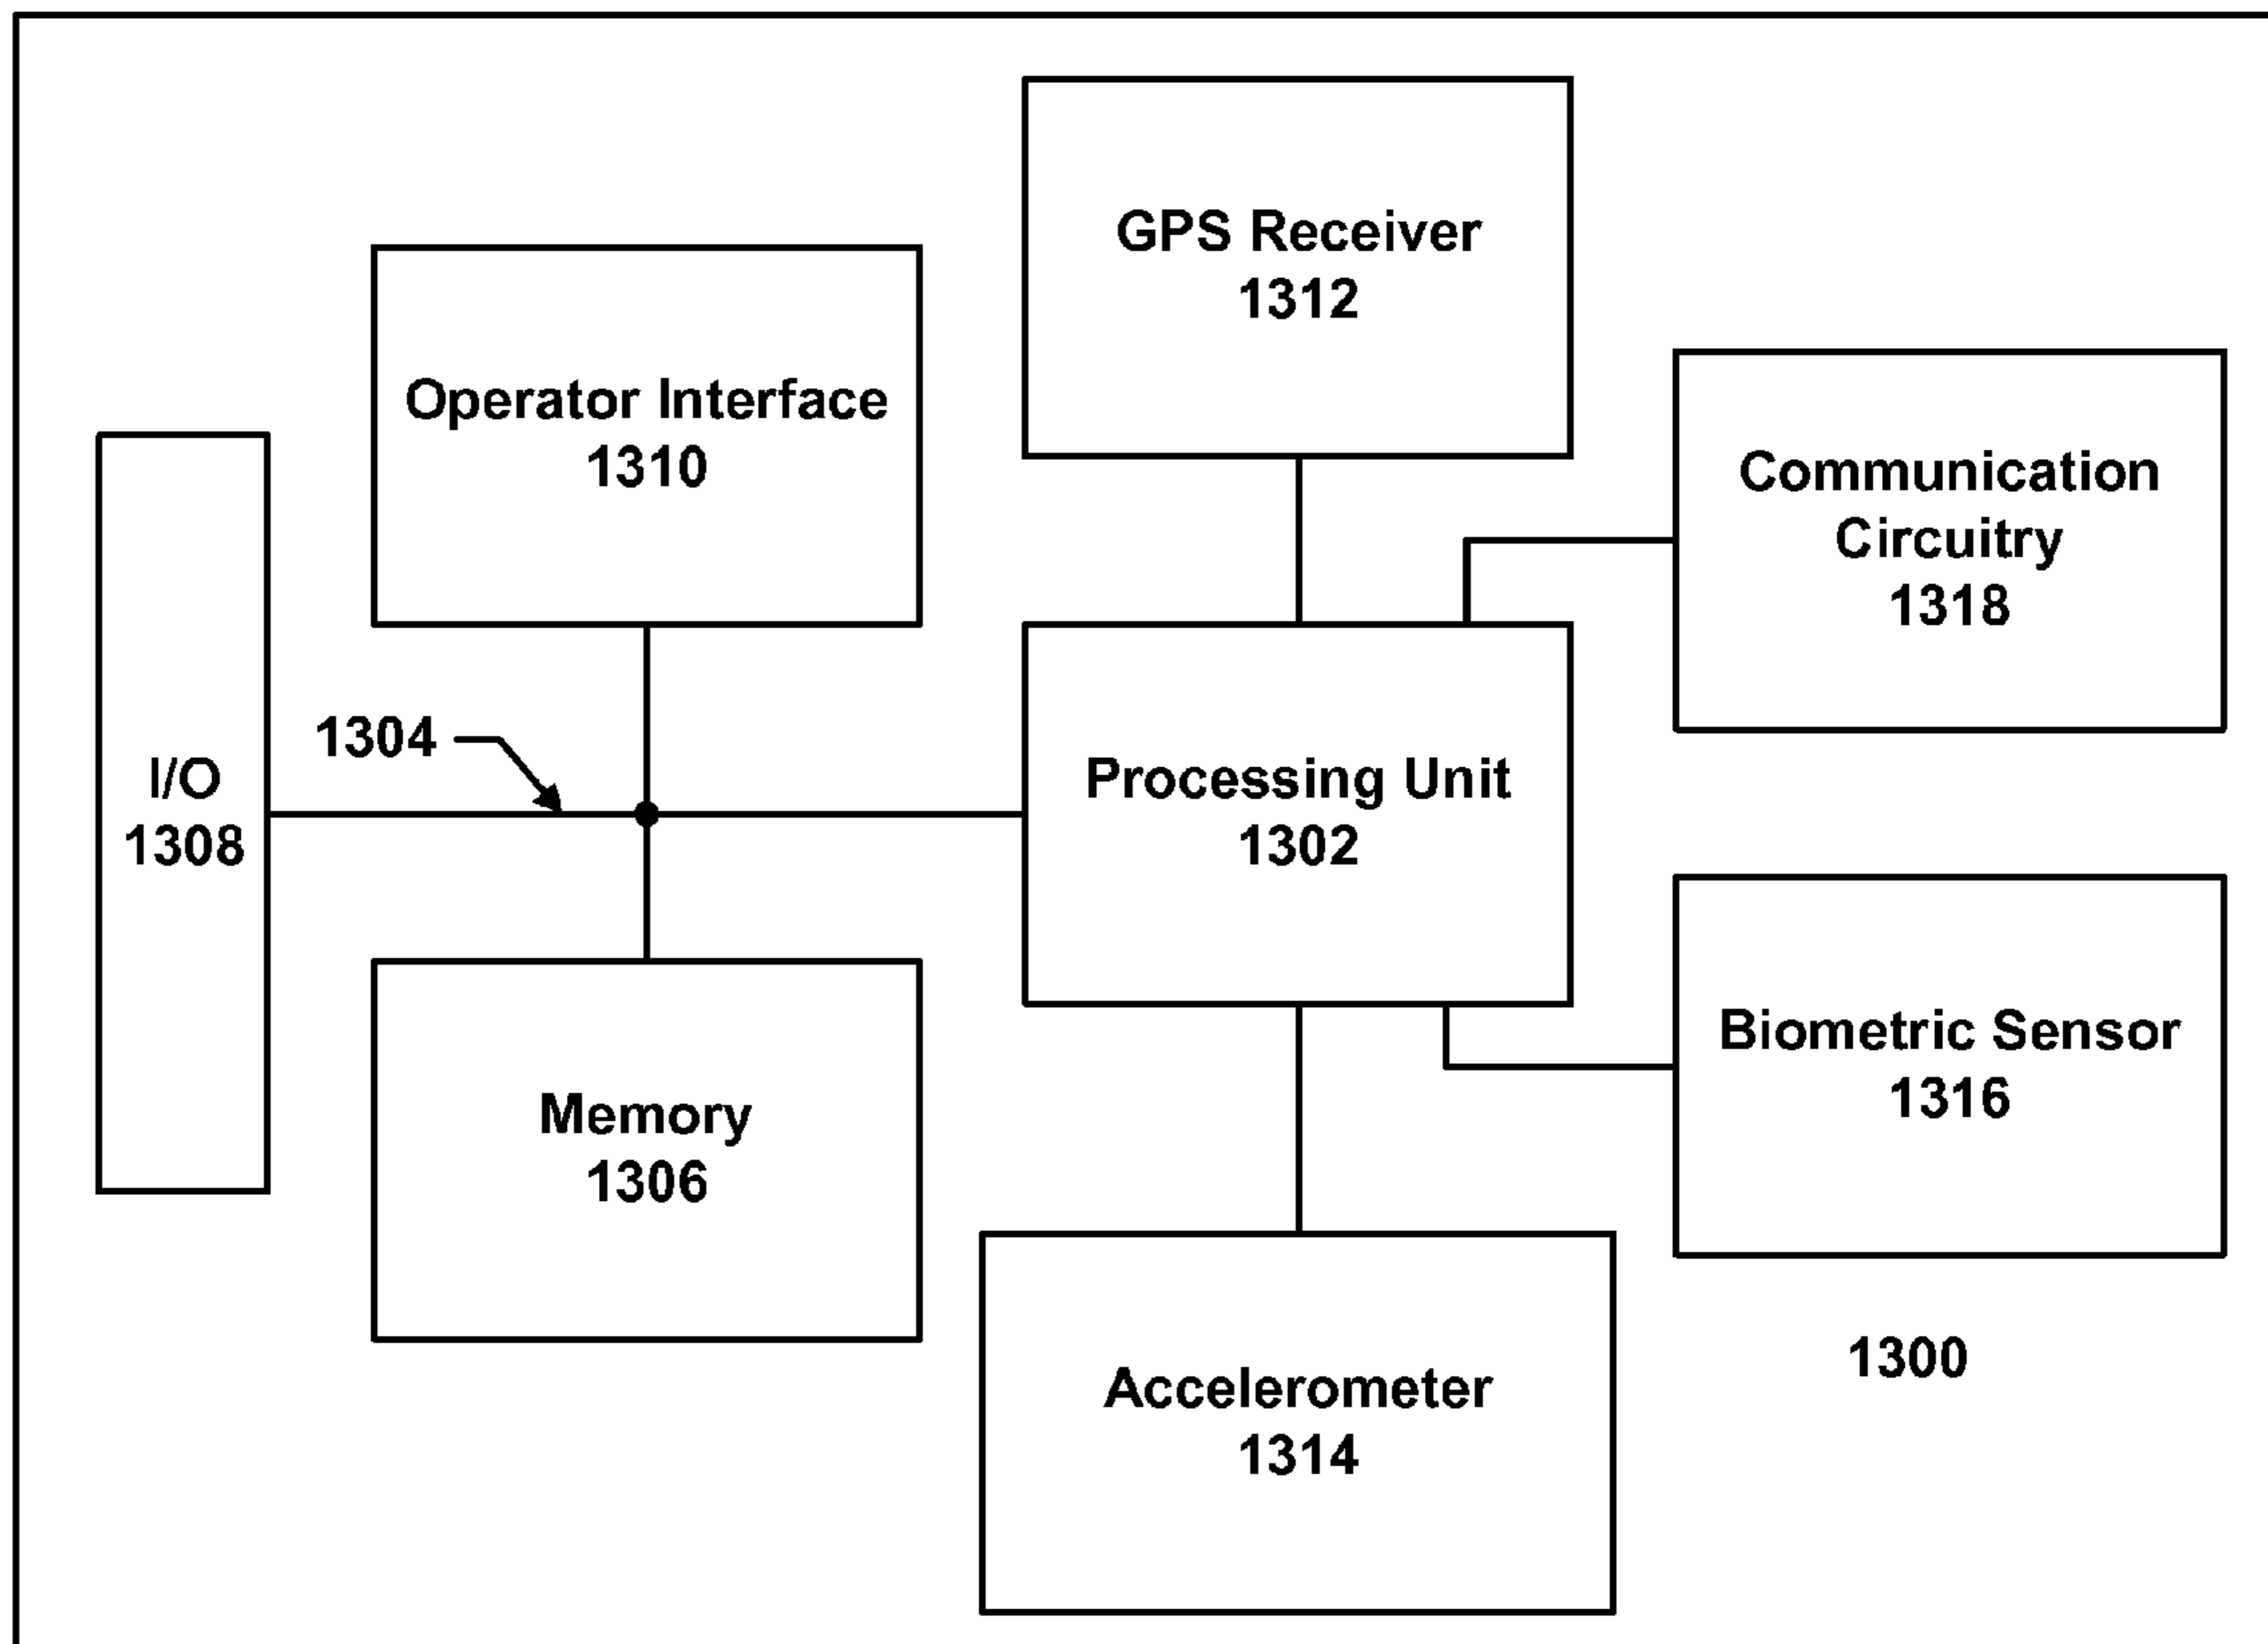 GPS Receiver
1312
Operator Interface
1310
Communication
Circuitry
1318
1304
I/O
1308
Processing Unit
1302
Biometric Sensor
1316
Memory
1306
Accelerometer
1314
1300